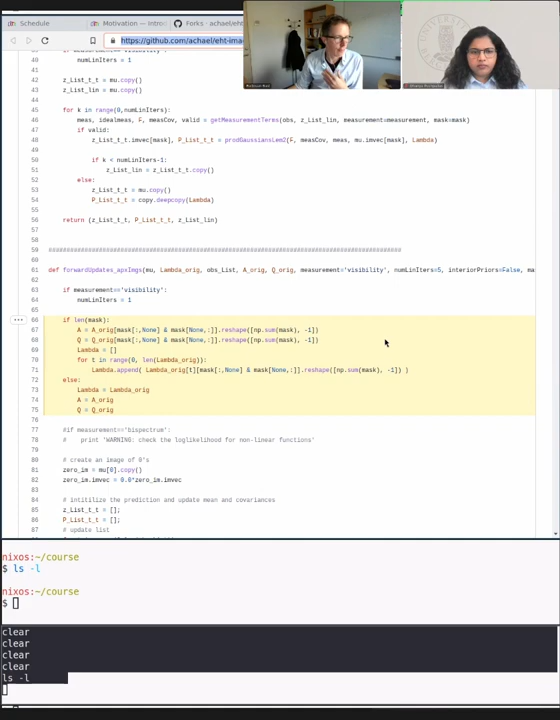 Schedule
Motivation — Introd
Forks · achael/eht
https://github.com/achael/eht-ima
40 numLinIters = 1
41
42 z_List_t_t = mu.copy()
43 z_List_lin = mu.copy()
44
45 for k in range(0,numLinIters):
46 meas, idealmeas, F, measCov, valid = getMeasurementTerms(obs, z_List_lin, measurement=measurement, mask=mask)
47 if valid:
48 z_List_t_t.imvec[mask], P_List_t_t = prodGaussiansLem2(F, measCov, meas, mu.imvec[mask], Lambda)
49
50 if k < numLinIters-1:
51 z_List_lin = z_List_t_t.copy()
52 else:
53 z_List_t_t = mu.copy()
54 P_List_t_t = copy.deepcopy(Lambda)
55
56 return (z_List_t_t, P_List_t_t, z_List_lin)
57
58
59 ####################################################################################################
60
61 def forwardUpdates_apxImgs(mu, Lambda_orig, obs_List, A_orig, Q_orig, measurement='visibility', numLinIters=5, interiorPriors=False, ma
62
63 if measurement=='visibility':
64 numLinIters = 1
65
66 if len(mask):
67 A = A_orig[mask[:,None] & mask[None,:]].reshape([np.sum(mask), -1])
68 Q = Q_orig[mask[:,None] & mask[None,:]].reshape([np.sum(mask), -1])
69 Lambda = []
70 for t in range(0, len(Lambda_orig)):
71 Lambda.append( Lambda_orig[t][mask[:,None] & mask[None,:]].reshape([np.sum(mask), -1]) )
72 else:
73 Lambda = Lambda_orig
74 A = A_orig
75 Q = Q_orig
76
77 #if measurement=='bispectrum':
78 # print 'WARNING: check the loglikelihood for non-linear functions'
79
80 # create an image of 0's
81 zero_im = mu[0].copy()
82 zero_im.imvec = 0.0*zero_im.imvec
83
84 # intitilize the prediction and update mean and covariances
85 z_List_t_t = [];
86 P_List_t_t = [];
87 # update list
nixos:~/course
$ ls -l
nixos:~/course
$
clear
clear
clear
clear
ls -l